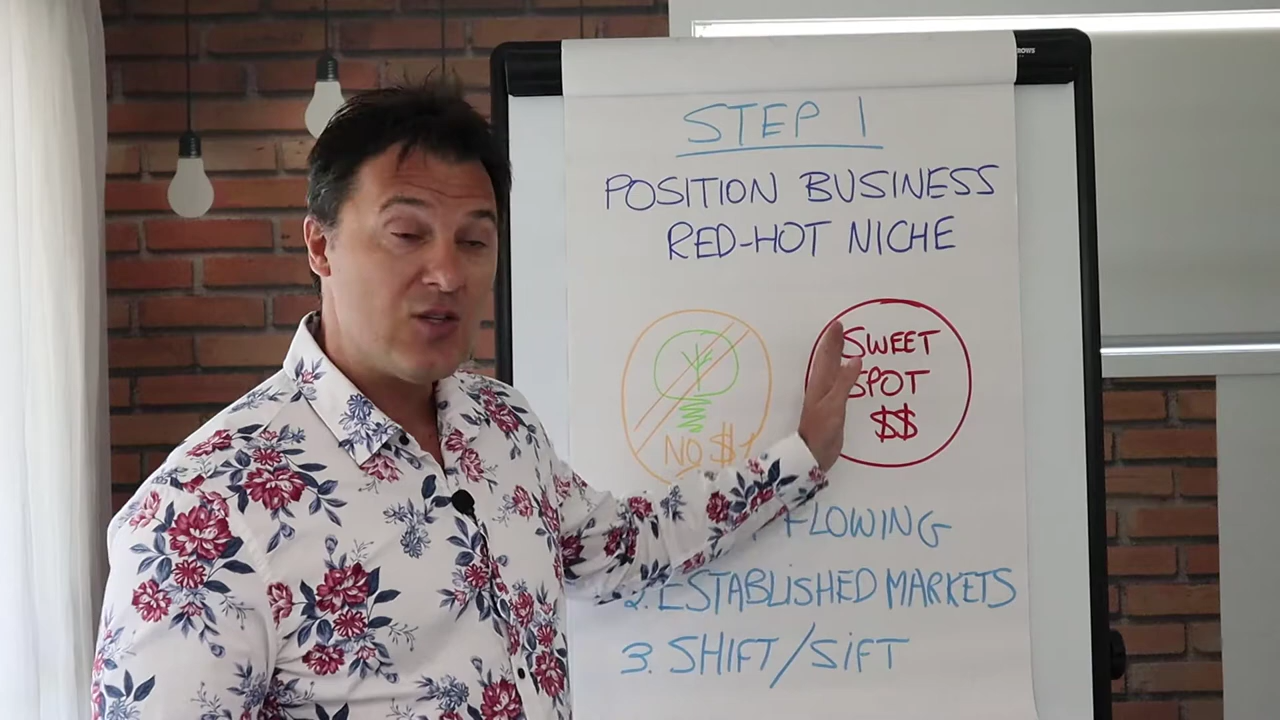 STEP 1
POSITION BUSINESS
RED-HOT NICHE
NO $
SWEET
SPOT
$$
FLOWING
2. ESTABLISHED MARKETS
3. SHIFT/SIFT